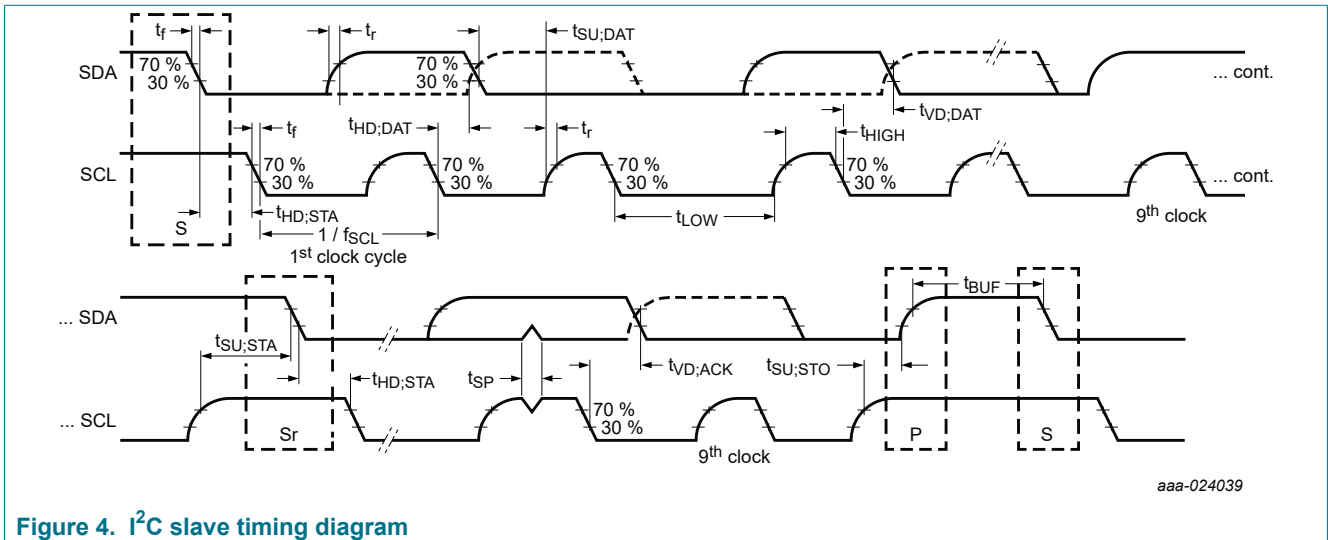 tf
tr
tSU;DAT
70 %
30 %
70 %
30 %
SDA
... cont.
tf
tHD;DAT
tr
tHIGH
tVD;DAT
70 %
30 %
70 %
30 %
70 %
30 %
70 %
30 %
SCL
... cont.
S
tHD;STA
tLOW
9th clock
1 / fSCL
1st clock cycle
tBUF
... SDA
tSU;STA
tHD;STA
tSP
tVD;ACK
tSU;STO
70 %
30 %
... SCL
Sr
9th clock
P
S
aaa-024039
Figure 4. I2C slave timing diagram